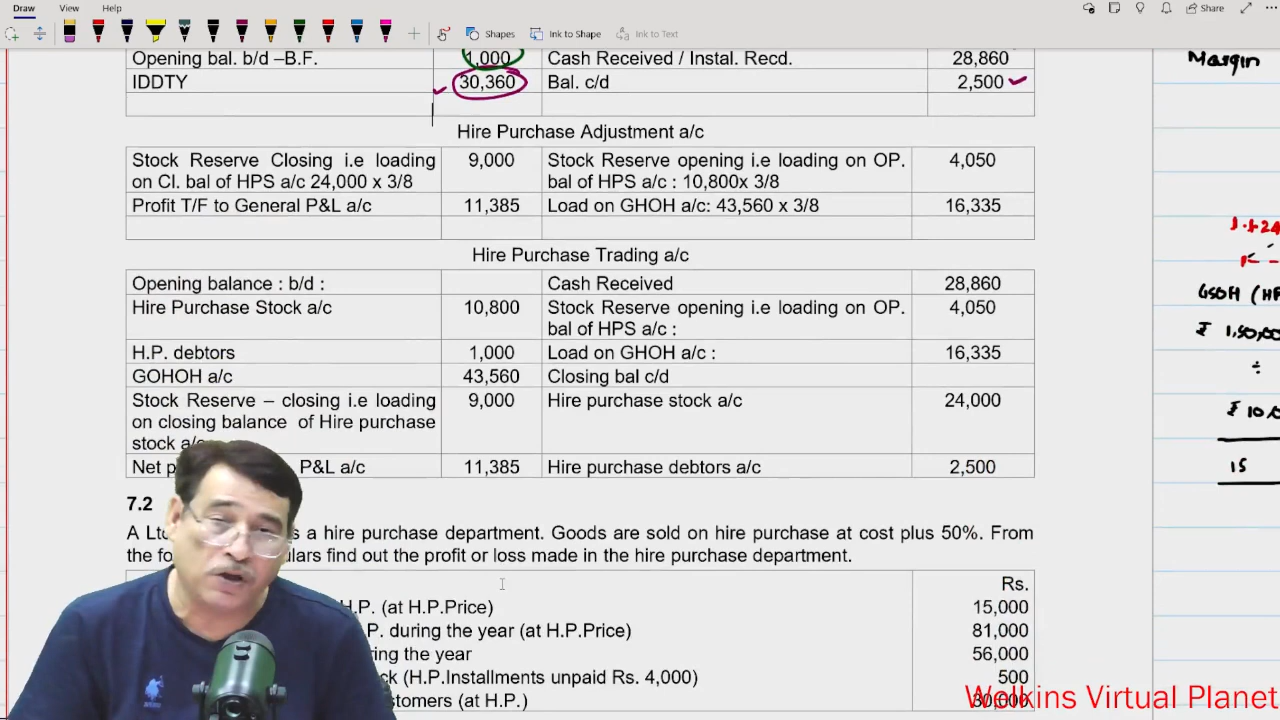 Draw View Help
Shapes Ink to Shape Ink to Text Share
Opening bal. b/d –B.F. 1,000 Cash Received / Instal. Recd. 28,860
Margin
IDDTY 30,360 Bal. c/d 2,500
Hire Purchase Adjustment a/c
Stock Reserve Closing i.e loading 9,000 Stock Reserve opening i.e loading on OP. 4,050
on Cl. bal of HPS a/c 24,000 x 3/8 bal of HPS a/c : 10,800x 3/8
Profit T/F to General P&L a/c 11,385 Load on GHOH a/c: 43,560 x 3/8 16,335
Hire Purchase Trading a/c
Opening balance : b/d : Cash Received 28,860
Hire Purchase Stock a/c 10,800 Stock Reserve opening i.e loading on OP. 4,050
bal of HPS a/c :
H.P. debtors 1,000 Load on GHOH a/c : 16,335
GOHOH a/c 43,560 Closing bal c/d
Stock Reserve – closing i.e loading 9,000 Hire purchase stock a/c 24,000
on closing balance of Hire purchase
stock a/c
Net P&L a/c 11,385 Hire purchase debtors a/c 2,500
15
7.2
A Lt s a hire purchase department. Goods are sold on hire purchase at cost plus 50%. From
the fo ulars find out the profit or loss made in the hire purchase department.
Rs.
H.P. (at H.P.Price) 15,000
P. during the year (at H.P.Price) 81,000
ring the year 56,000
ck (H.P.Installments unpaid Rs. 4,000) 500
stomers (at H.P.) 30,000
Welkins Virtual Planet